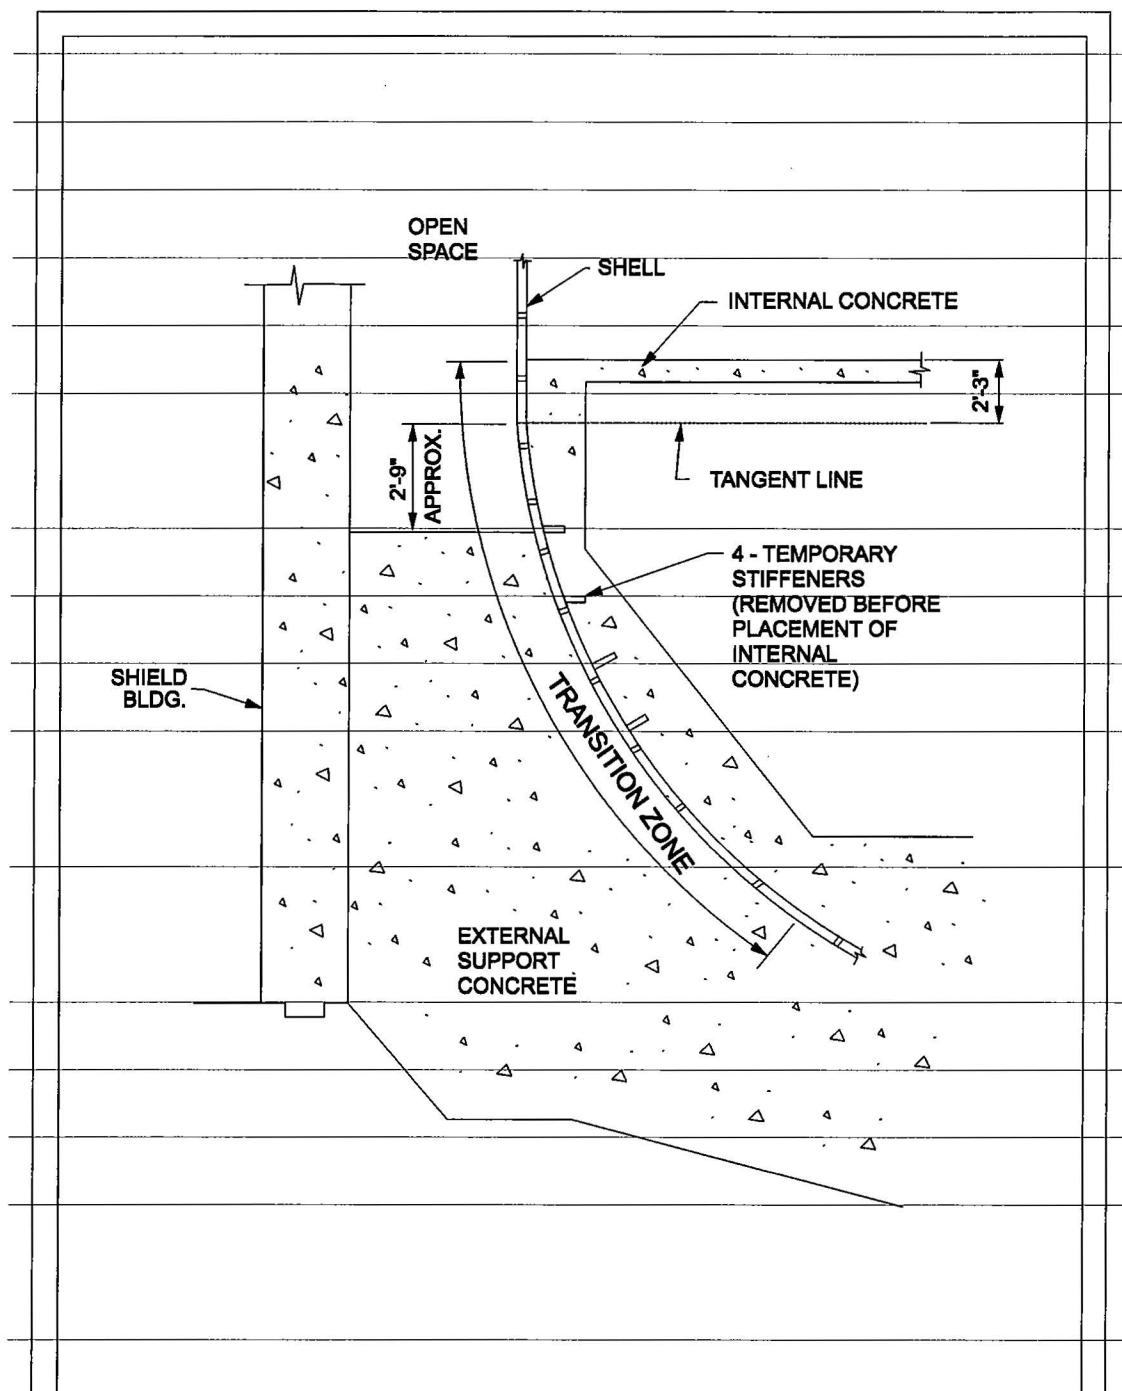 OPEN
SPACE
SHELL
INTERNAL CONCRETE
2'-3"
2'-9"
APPROX.
TANGENT LINE
4 - TEMPORARY
STIFFENERS
(REMOVED BEFORE
PLACEMENT OF
INTERNAL
CONCRETE)
SHIELD
BLDG.
TRANSITION ZONE
EXTERNAL
SUPPORT
CONCRETE